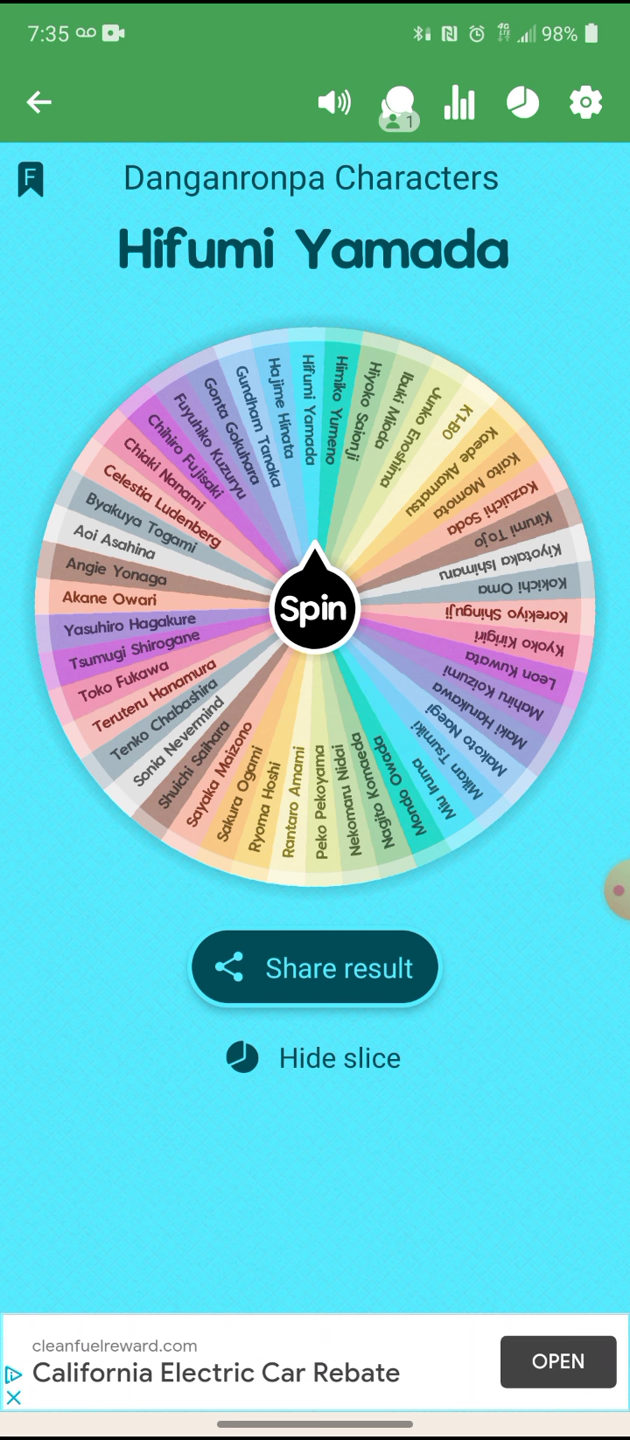 7:35
4G
98%
1
F
Danganronpa Characters
Hifumi Yamada
Hifumi Yamada
Himiko Yumeno
Hiyoko Saionji
Ibuki Mioda
Junko Enoshima
K1-B0
Kaede Akamatsu
Kaito Momota
Kazuichi Soda
Kirumi Tojo
Kiyotaka Ishimaru
Kokichi Oma
Korekiyo Shinguji
Kyoko Kirigiri
Leon Kuwata
Mahiru Koizumi
Maki Harukawa
Makoto Naegi
Mikan Tsumiki
Miu Iruma
Mondo Owada
Nagito Komaeda
Nekomaru Nidai
Peko Pekoyama
Rantaro Amami
Ryoma Hoshi
Sakura Ogami
Sayaka Maizono
Shuichi Saihara
Sonia Nevermind
Tenko Chabashira
Teruteru Hanamura
Toko Fukawa
Tsumugi Shirogane
Yasuhiro Hagakure
Akane Owari
Angie Yonaga
Aoi Asahina
Byakuya Togami
Celestia Ludenberg
Chiaki Nanami
Chihiro Fujisaki
Fuyuhiko Kuzuryu
Gonta Gokuhara
Gundham Tanaka
Hajime Hinata
Spin
Share result
Hide slice
cleanfuelreward.com
California Electric Car Rebate
OPEN